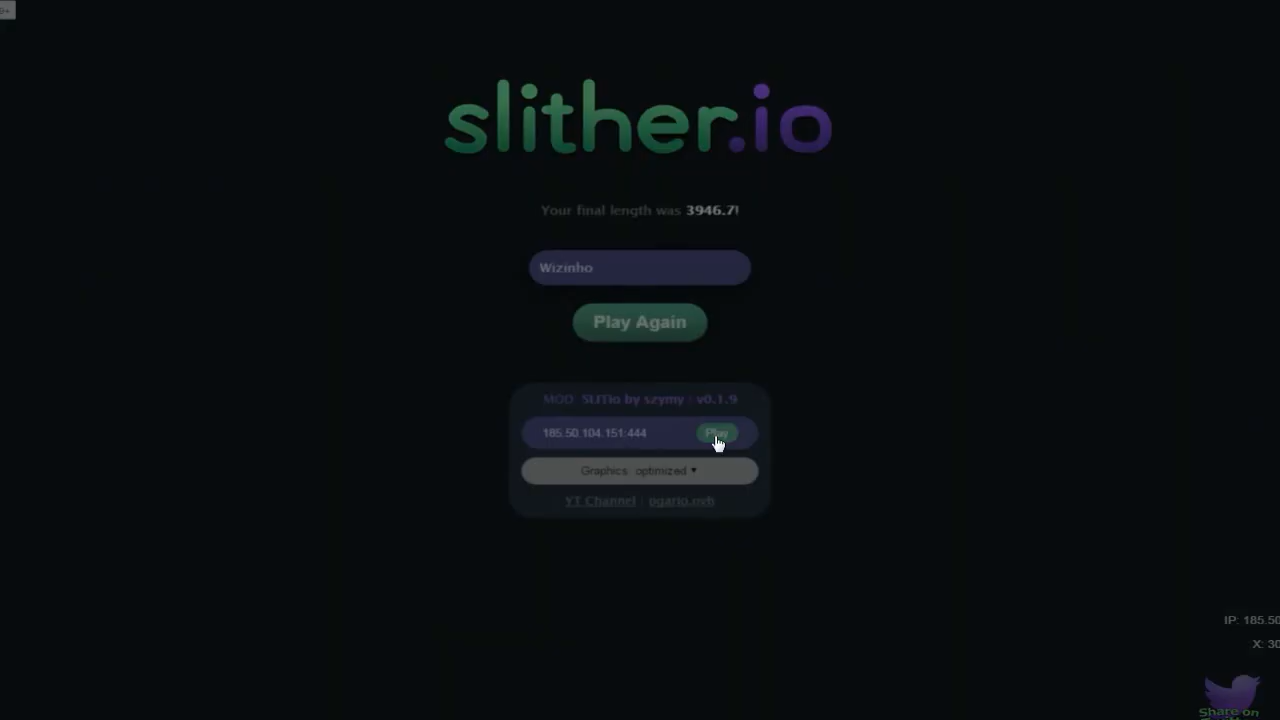 slither.io
Your final length was 3946.7!
Wizinho
Play Again
MOD SLITio by szymy - v0.1.9
185.50.104.151:444
Play
Graphics: optimized ▾
YT Channel | ogario.ovh
IP: 185.50
X: 30
Share on